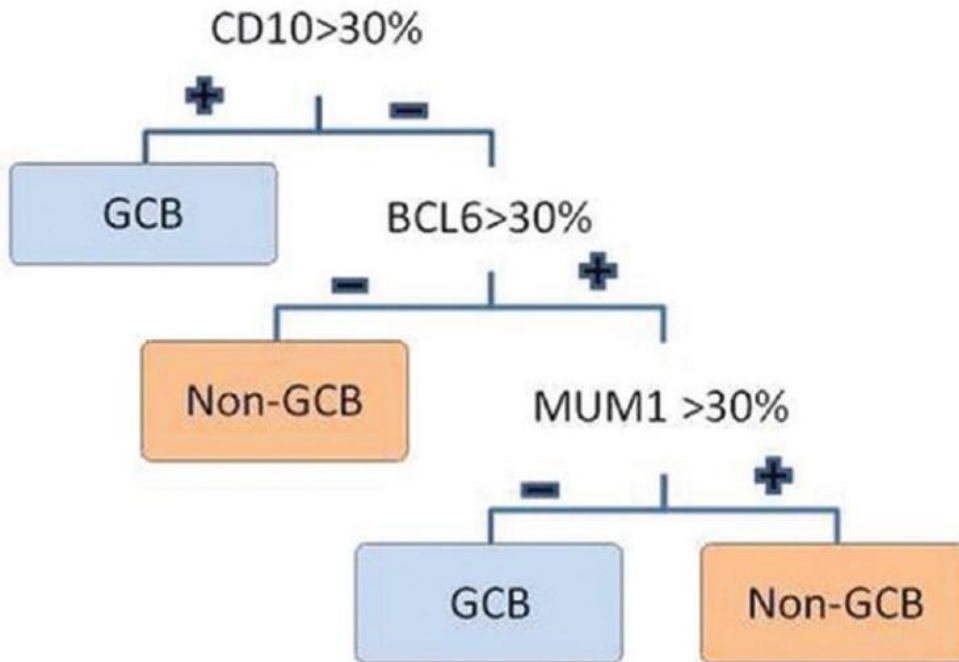 CD10>30%
+ −
GCB
BCL6>30%
− +
Non-GCB
MUM1 >30%
− +
GCB
Non-GCB